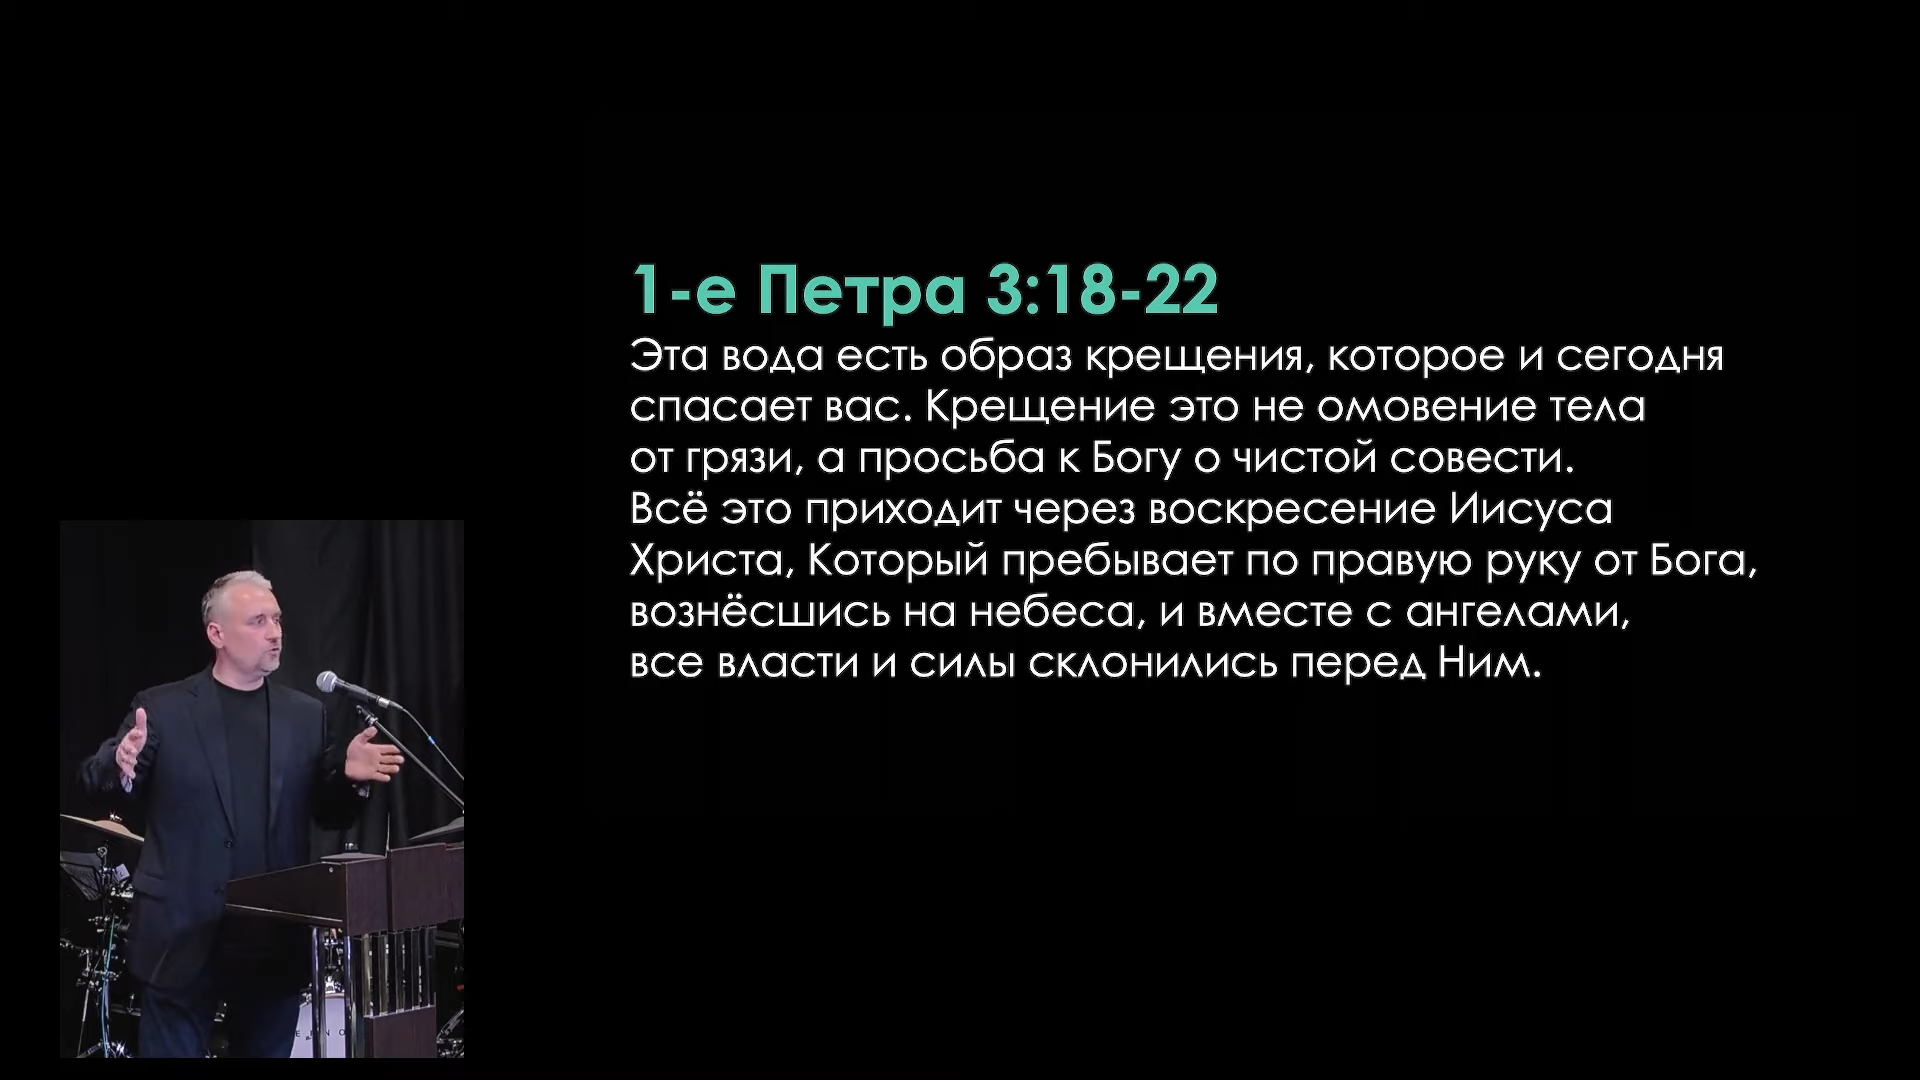 1-е Петра 3:18-22
Эта вода есть образ крещения, которое и сегодня
спасает вас. Крещение это не омовение тела
от грязи, а просьба к Богу о чистой совести.
Всё это приходит через воскресение Иисуса
Христа, Который пребывает по правую руку от Бога,
вознёсшись на небеса, и вместе с ангелами,
все власти и силы склонились перед Ним.